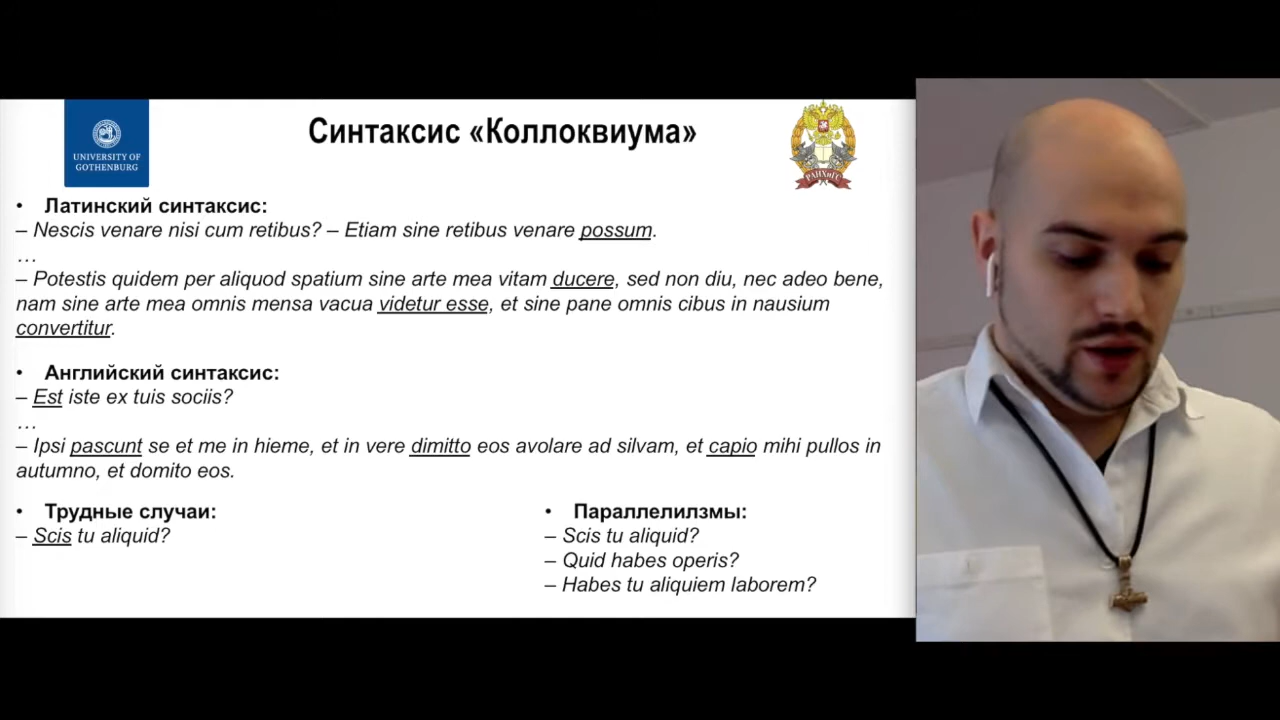 UNIVERSITY OF
GOTHENBURG
Синтаксис «Коллоквиума»
РАНХиГС
• Латинский синтаксис:
– Nescis venare nisi cum retibus? – Etiam sine retibus venare possum.
…
– Potestis quidem per aliquod spatium sine arte mea vitam ducere, sed non diu, nec adeo bene,
nam sine arte mea omnis mensa vacua videtur esse, et sine pane omnis cibus in nausium
convertitur.
• Английский синтаксис:
– Est iste ex tuis sociis?
…
– Ipsi pascunt se et me in hieme, et in vere dimitto eos avolare ad silvam, et capio mihi pullos in
autumno, et domito eos.
• Трудные случаи:
– Scis tu aliquid?
• Параллелилзмы:
– Scis tu aliquid?
– Quid habes operis?
– Habes tu aliquiem laborem?